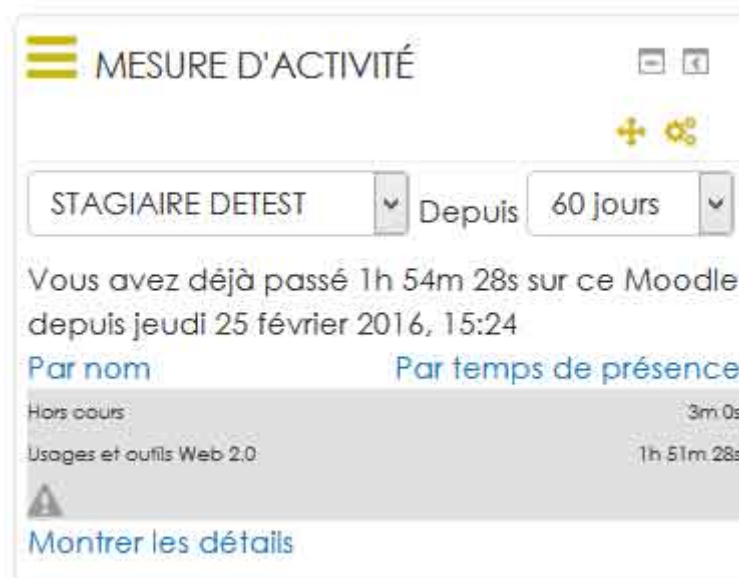 MESURE D'ACTIVITÉ
STAGIAIRE DETEST Depuis 60 jours
Vous avez déjà passé 1h 54m 28s sur ce Moodle
depuis jeudi 25 février 2016, 15:24
Par nom Par temps de présence
Hors cours 3m 0s
Usages et outils Web 2.0 1h 51m 28s
Montrer les détails